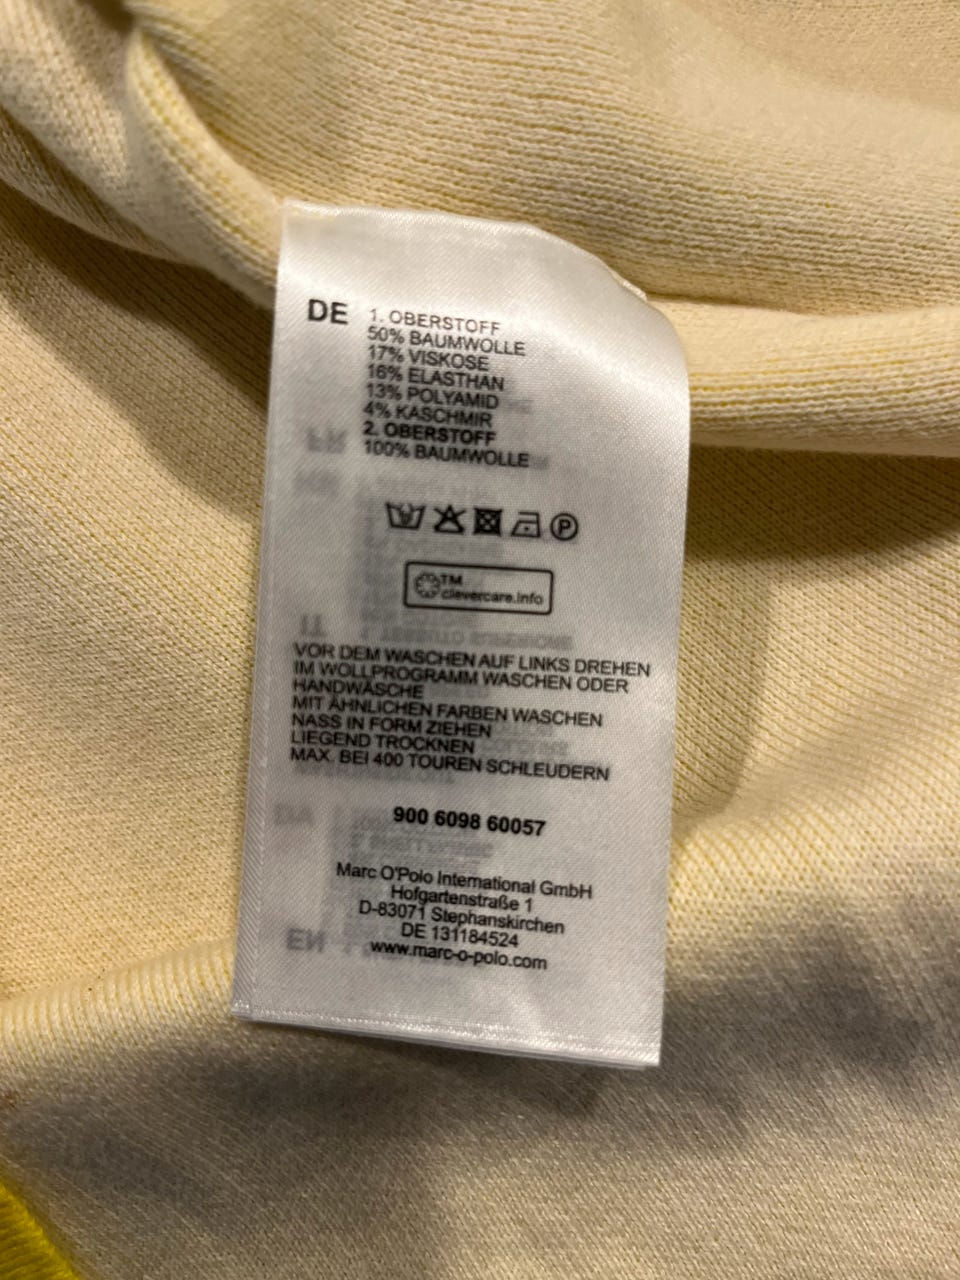 DE
1. OBERSTOFF
50% BAUMWOLLE
17% VISKOSE
16% ELASTHAN
13% POLYAMID
4% KASCHMIR
2. OBERSTOFF
100% BAUMWOLLE
P
TM
clevercare.info
VOR DEM WASCHEN AUF LINKS DREHEN
IM WOLLPROGRAMM WASCHEN ODER
HANDWÄSCHE
MIT ÄHNLICHEN FARBEN WASCHEN
NASS IN FORM ZIEHEN
LIEGEND TROCKNEN
MAX. BEI 400 TOUREN SCHLEUDERN
900 6098 60057
Marc O'Polo International GmbH
Hofgartenstraße 1
D-83071 Stephanskirchen
DE 131184524
www.marc-o-polo.com